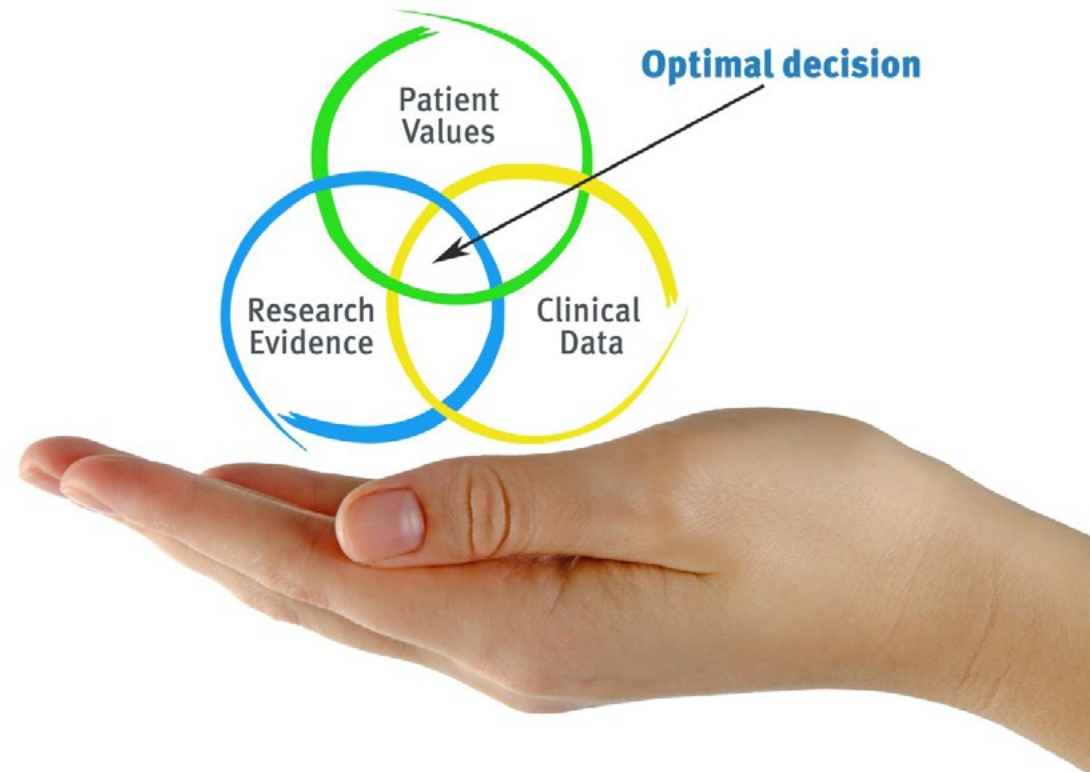 Optimal decision
Patient
Values
Research
Evidence
Clinical
Data